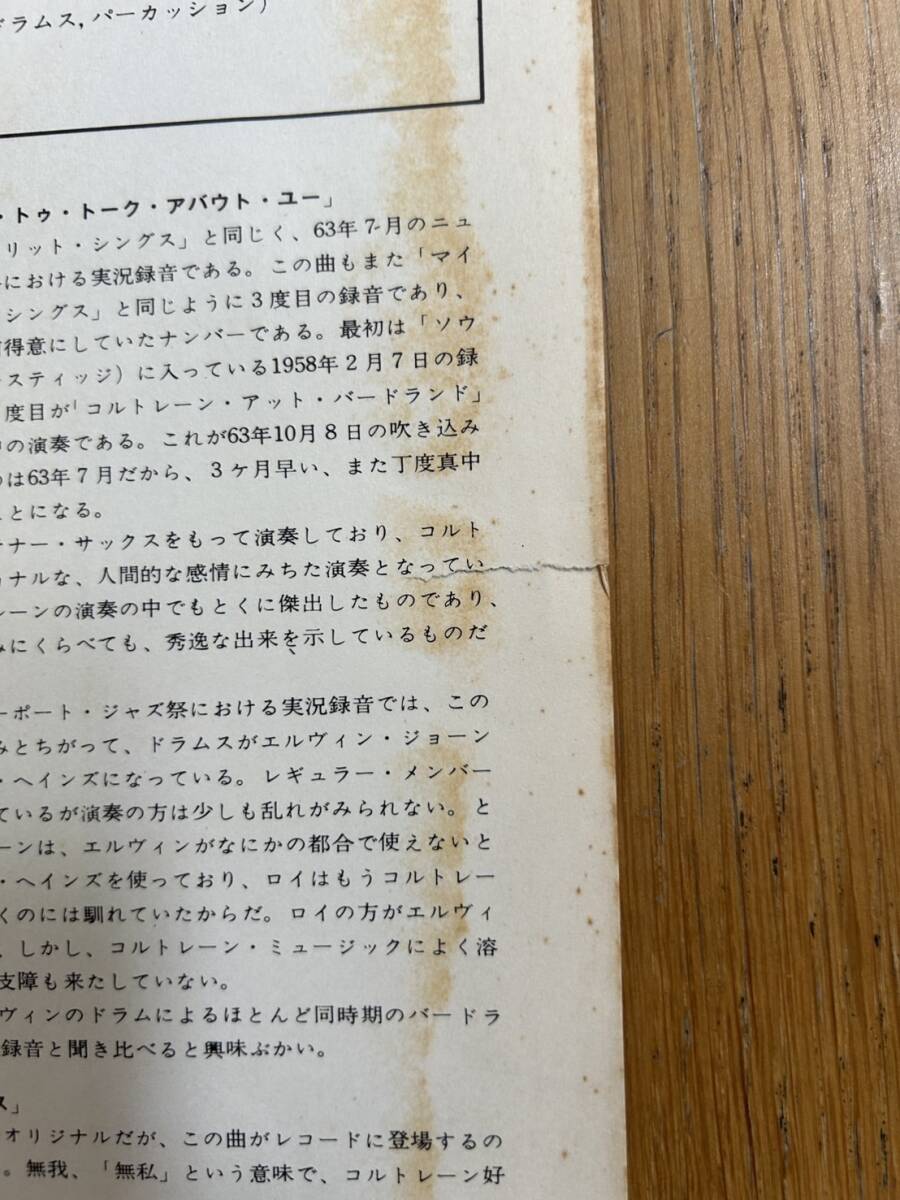 ドラムス, パーカッション）
・トゥ・トーク・アバウト・ユー」
リット・シングス」と同じく、63年7月のニュ
における実況録音である。この曲もまた「マイ
シングス」と同じように3度目の録音であり、
得意にしていたナンバーである。最初は「ソウ
スティッジ）に入っている1958年2月7日の録
度目が「コルトレーン・アット・バードランド」
の演奏である。これが63年10月8日の吹き込み
は63年7月だから、3ヶ月早い、また丁度真中
とになる。
ナー・サックスをもって演奏しており、コルト
ョナルな、人間的な感情にみちた演奏となってい
レーンの演奏の中でもとくに傑出したものであり、
みにくらべても、秀逸な出来を示しているものだ
ーポート・ジャズ祭における実況録音では、この
みとちがって、ドラムスがエルヴィン・ジョーン
・ヘインズになっている。レギュラー・メンバー
ているが演奏の方は少しも乱れがみられない。と
ーンは、エルヴィンがなにかの都合で使えないと
・ヘインズを使っており、ロイはもうコルトレー
くのには馴れていたからだ。ロイの方がエルヴィ
、しかし、コルトレーン・ミュージックによく溶
支障も来たしていない。
ヴィンのドラムによるほとんど同時期のバードラ
録音と聞き比べると興味ぶかい。
ス」
オリジナルだが、この曲がレコードに登場するの
。無我、「無私」という意味で、コルトレーン好